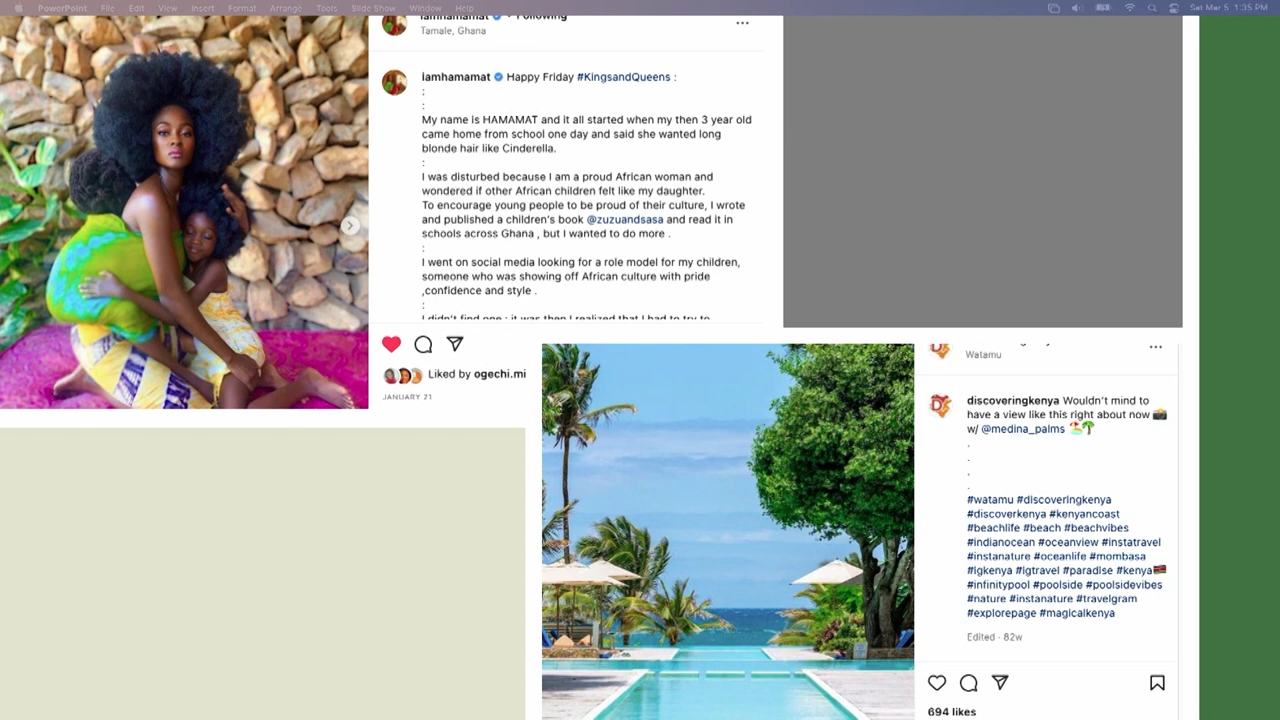 PowerPoint File Edit View Insert Format Arrange Tools Slide Show Window Help Sat Mar 5 1:35 PM
iamhamamat • Following
Tamale, Ghana
iamhamamat Happy Friday #KingsandQueens :
:
:
My name is HAMAMAT and it all started when my then 3 year old
came home from school one day and said she wanted long
blonde hair like Cinderella.
:
I was disturbed because I am a proud African woman and
wondered if other African children felt like my daughter.
To encourage young people to be proud of their culture, I wrote
and published a children's book @zuzuandsasa and read it in
schools across Ghana , but I wanted to do more .
:
I went on social media looking for a role model for my children,
someone who was showing off African culture with pride
,confidence and style .
:
I didn't find one ; it was then I realized that I had to try to
Liked by ogechi.mi
JANUARY 21
Watamu
discoveringkenya Wouldn't mind to
have a view like this right about now 📸
w/ @medina_palms 🏖️🌴
.
.
.
.
#watamu #discoveringkenya
#discoverkenya #kenyancoast
#beachlife #beach #beachvibes
#indianocean #oceanview #instatravel
#instanature #oceanlife #mombasa
#igkenya #igtravel #paradise #kenya🇰🇪
#infinitypool #poolside #poolsidevibes
#nature #instanature #travelgram
#explorepage #magicalkenya
Edited · 82w
694 likes